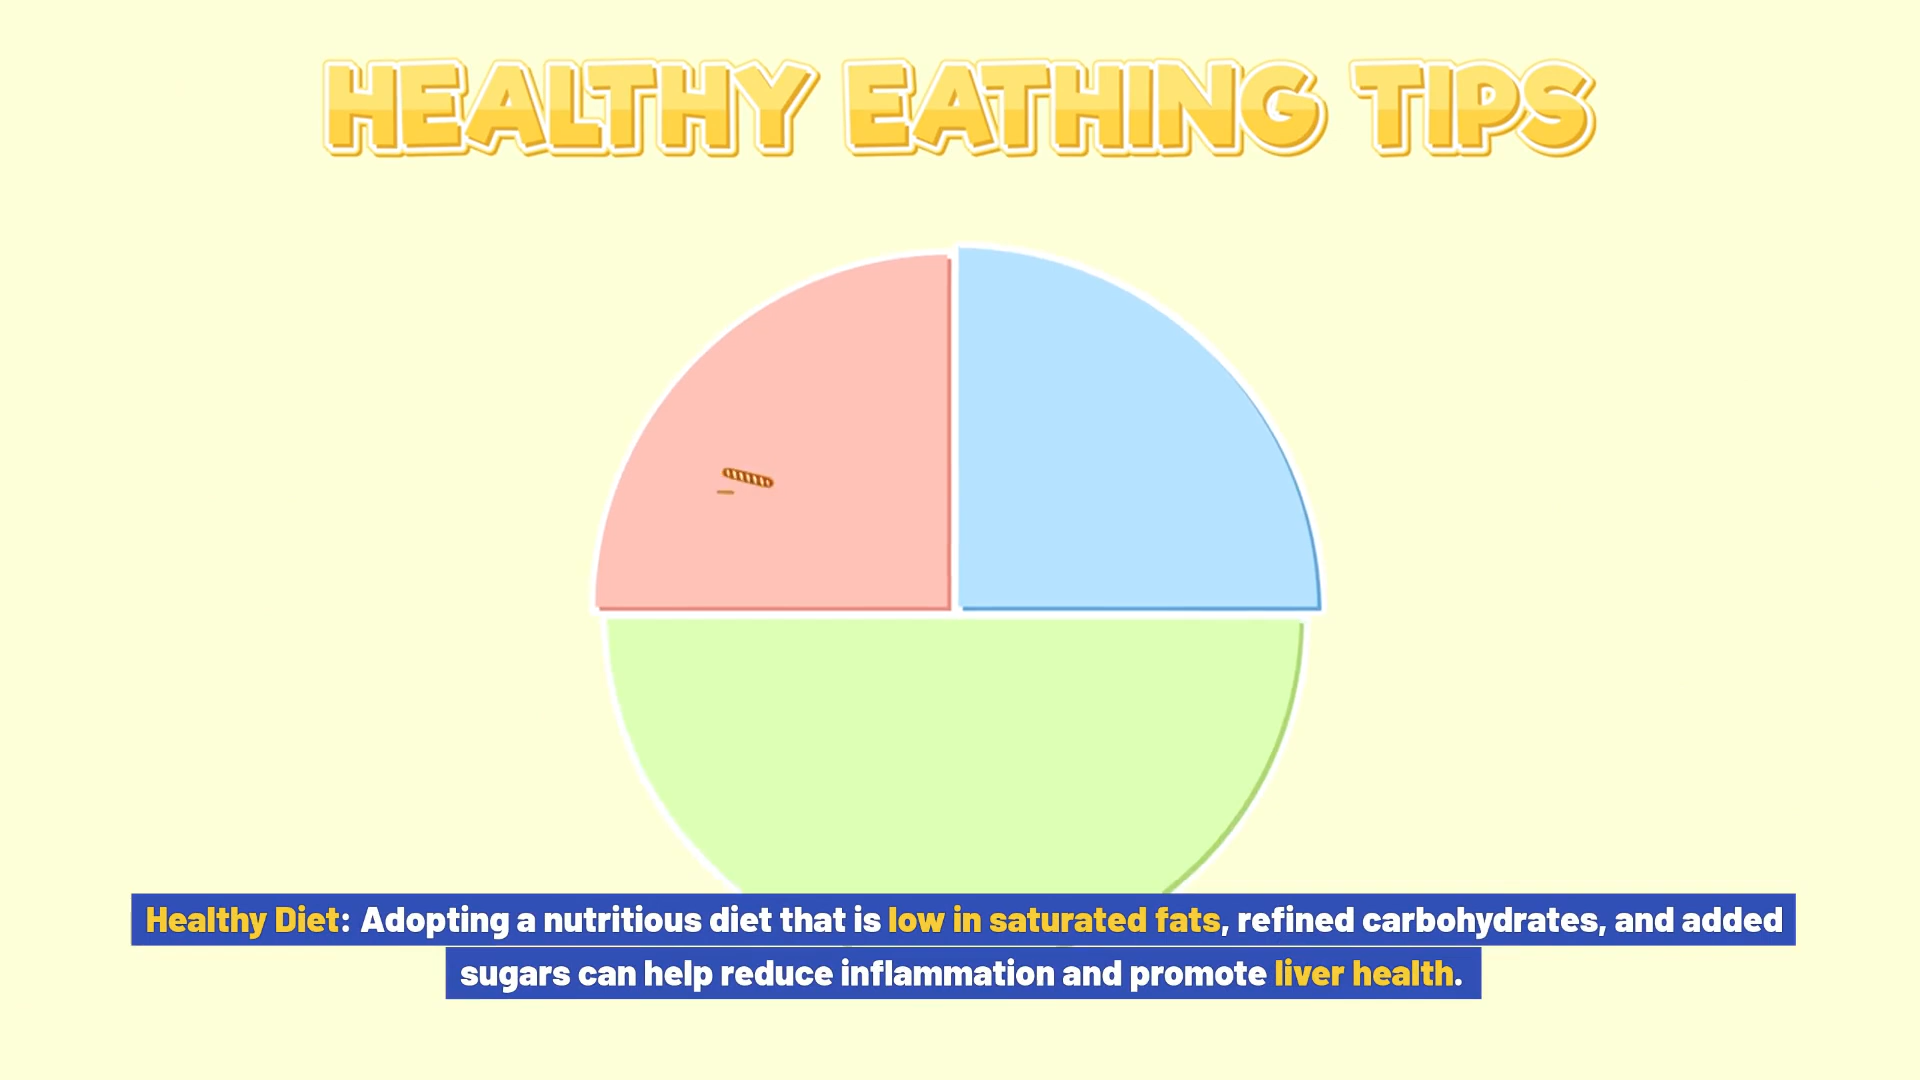 HEALTHY EATHING TIPS
Healthy Diet: Adopting a nutritious diet that is low in saturated fats, refined carbohydrates, and added
sugars can help reduce inflammation and promote liver health.